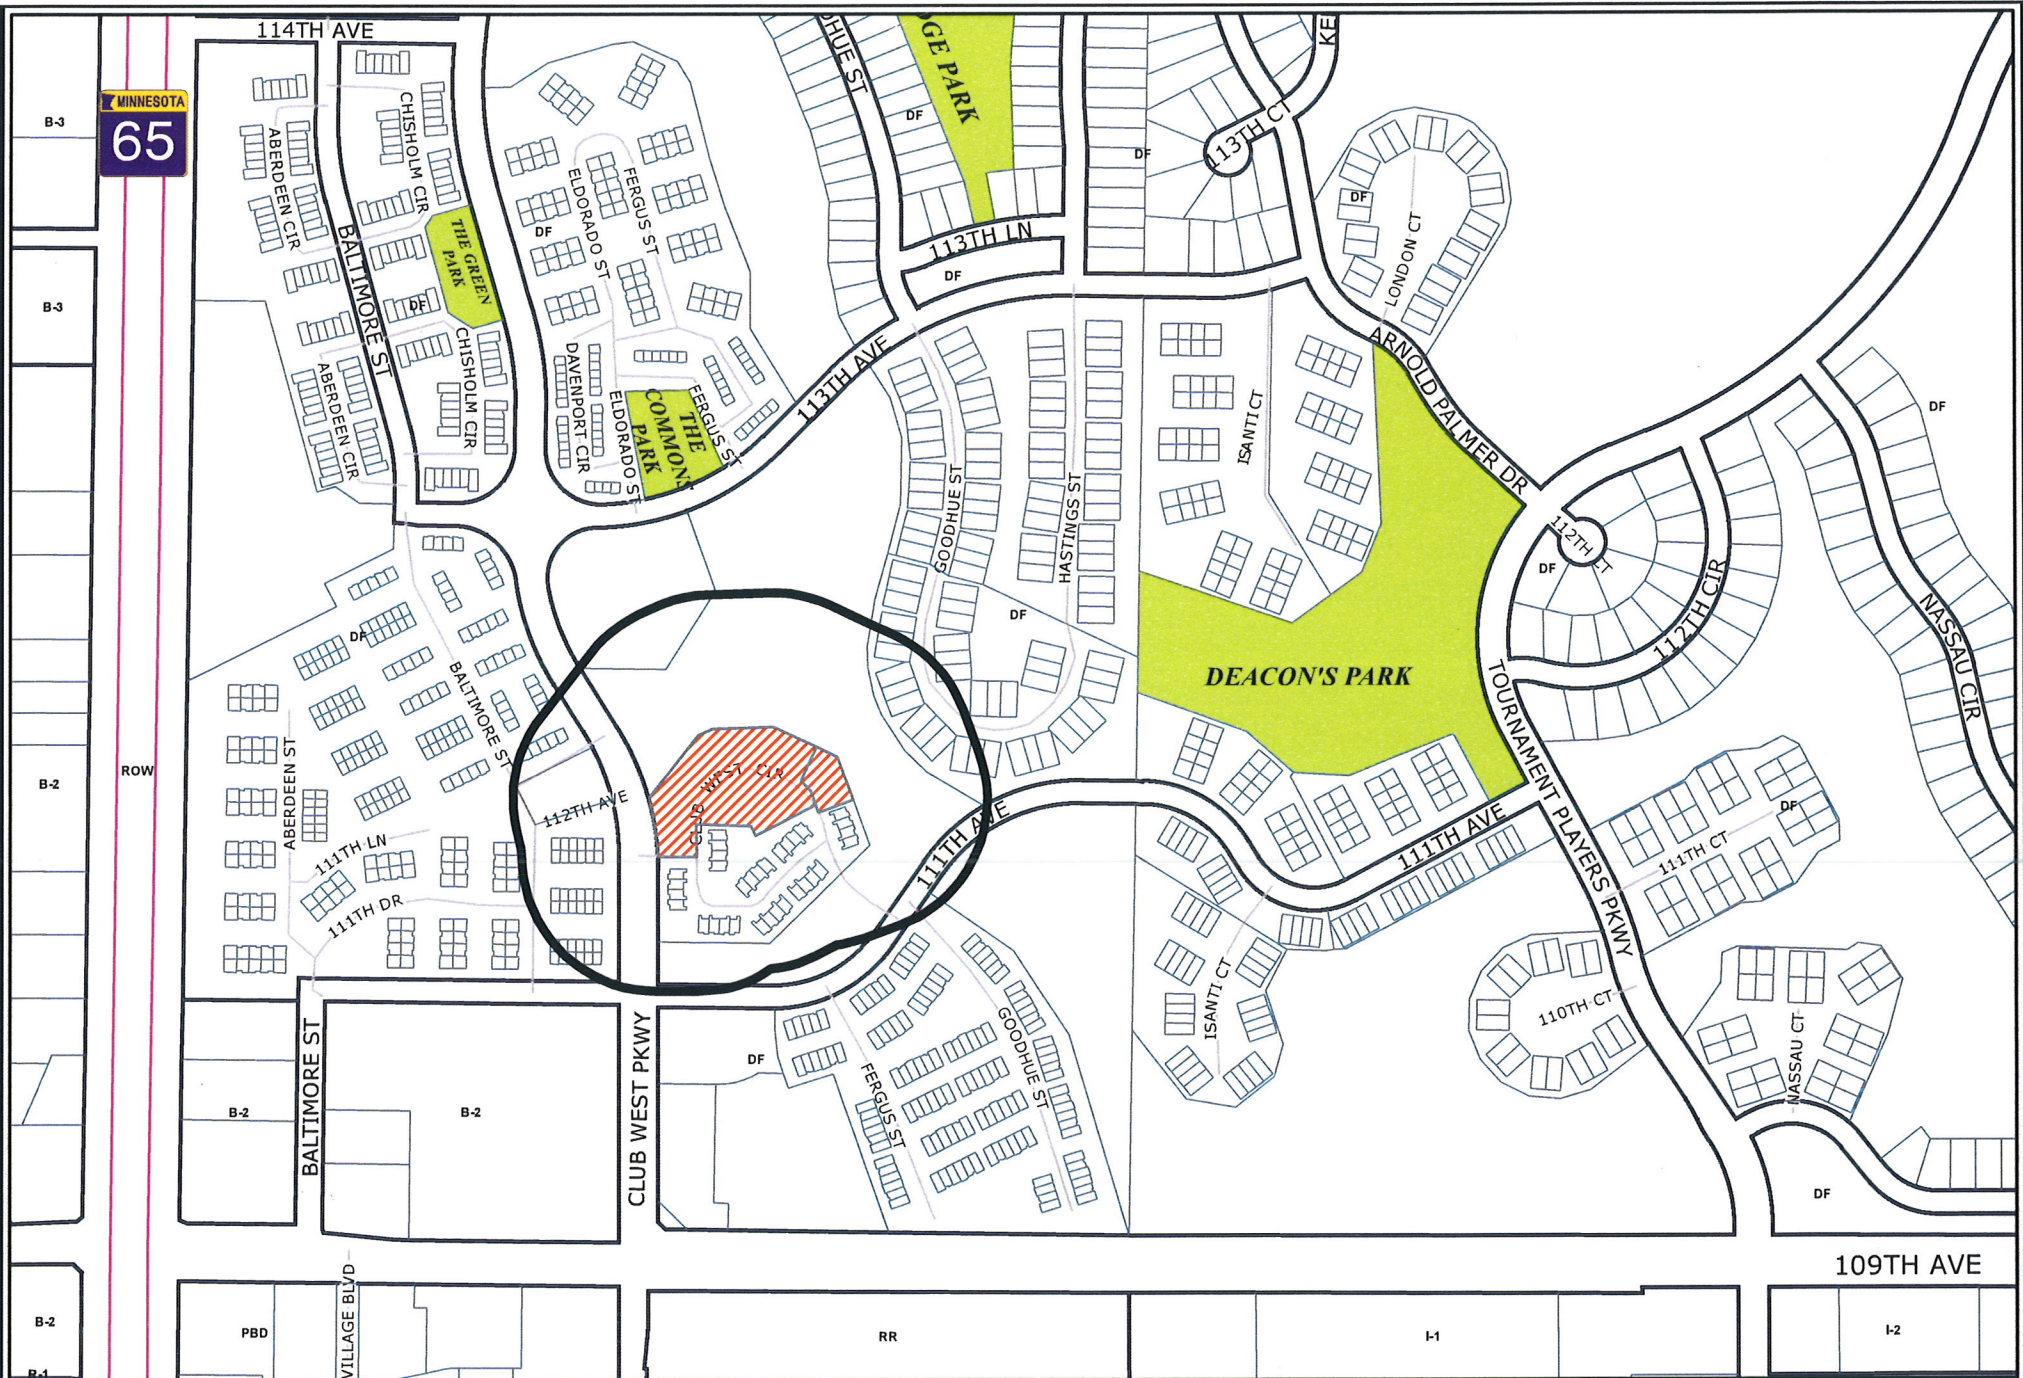 114TH AVE
DHUE ST
DGE PARK
KE
MINNESOTA
65
B-3
B-3
B-2
ROW
B-2
B-1
ABERDEEN CIR
CHISHOLM CIR
BALTIMORE ST
THE GREEN
PARK
DF
ABERDEEN CIR
CHISHOLM CIR
DF
ELDORADO ST
FERGUS ST
DAVENPORT CIR
ELDORADO ST
THE
COMMONS
PARK
FERGUS ST
113TH AVE
DF
113TH LN
DF
DF
113TH CT
DF
LONDON CT
ARNOLD PALMER DR
ISANTI CT
GOODHUE ST
HASTINGS ST
DF
DEACON'S PARK
112TH
CT
DF
112TH CIR
DF
NASSAU CIR
TOURNAMENT PLAYERS PKWY
DF
BALTIMORE ST
ABERDEEN ST
111TH LN
111TH DR
112TH AVE
CLUB WEST CIR
111TH AVE
111TH AVE
111TH CT
DF
ISANTI CT
110TH CT
NASSAU CT
DF
BALTIMORE ST
B-2
B-2
CLUB WEST PKWY
DF
FERGUS ST
GOODHUE ST
109TH AVE
PBD
VILLAGE BLVD
RR
I-1
I-2